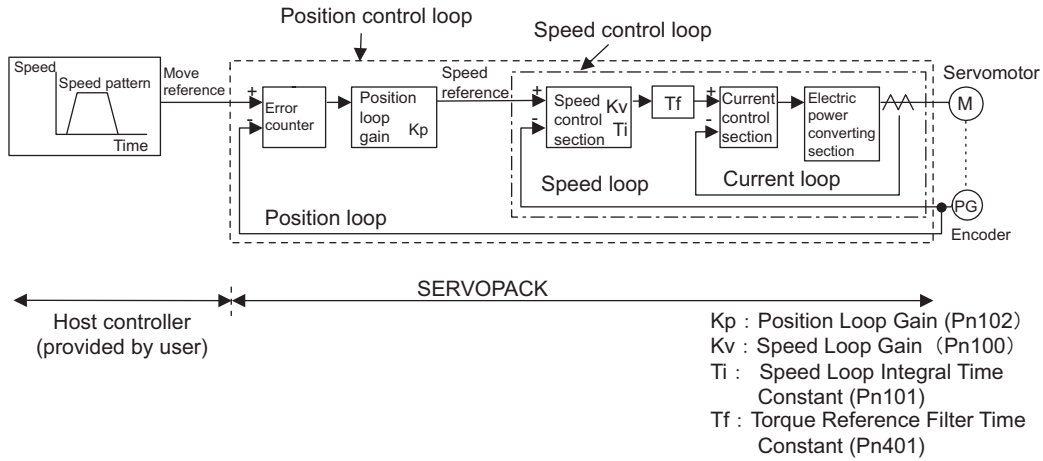 Position control loop
Speed control loop
Speed
Speed pattern
Time
Move
reference
+
-
-
Error
counter
Position
loop
gain
Kp
Speed
reference
+
-
Speed
control
section
Kv
Ti
Tf
+
-
Current
control
section
Electric
power
converting
section
Servomotor
M
Speed loop
Current loop
Position loop
PG
Encoder
SERVOPACK
Host controller
(provided by user)
Kp : Position Loop Gain (Pn102)
Kv : Speed Loop Gain (Pn100)
Ti : Speed Loop Integral Time
Constant (Pn101)
Tf : Torque Reference Filter Time
Constant (Pn401)